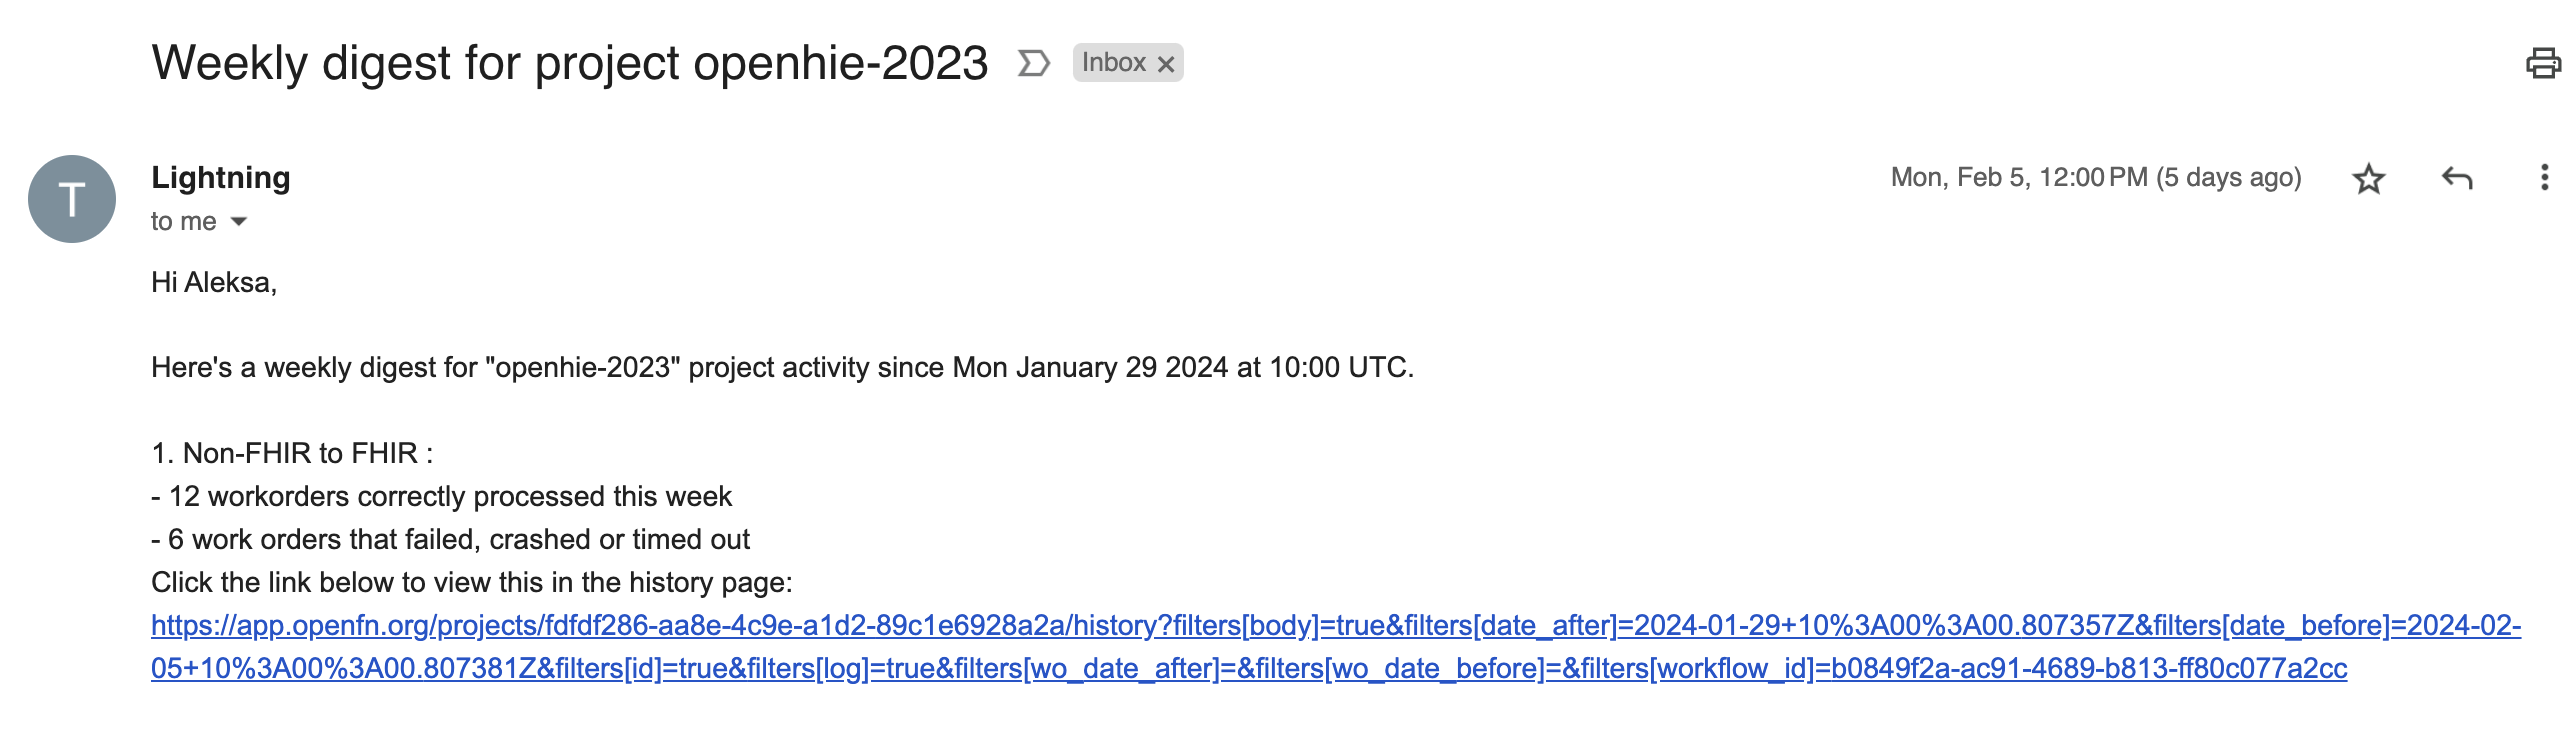 Weekly digest for project openhie-2023 Inbox ×
T
Lightning Mon, Feb 5, 12:00 PM (5 days ago)
to me
Hi Aleksa,
Here's a weekly digest for "openhie-2023" project activity since Mon January 29 2024 at 10:00 UTC.
1. Non-FHIR to FHIR :
- 12 workorders correctly processed this week
- 6 work orders that failed, crashed or timed out
Click the link below to view this in the history page:
https://app.openfn.org/projects/fdfdf286-aa8e-4c9e-a1d2-89c1e6928a2a/history?filters[body]=true&filters[date_after]=2024-01-29+10%3A00%3A00.807357Z&filters[date_before]=2024-02-
05+10%3A00%3A00.807381Z&filters[id]=true&filters[log]=true&filters[wo_date_after]=&filters[wo_date_before]=&filters[workflow_id]=b0849f2a-ac91-4689-b813-ff80c077a2cc